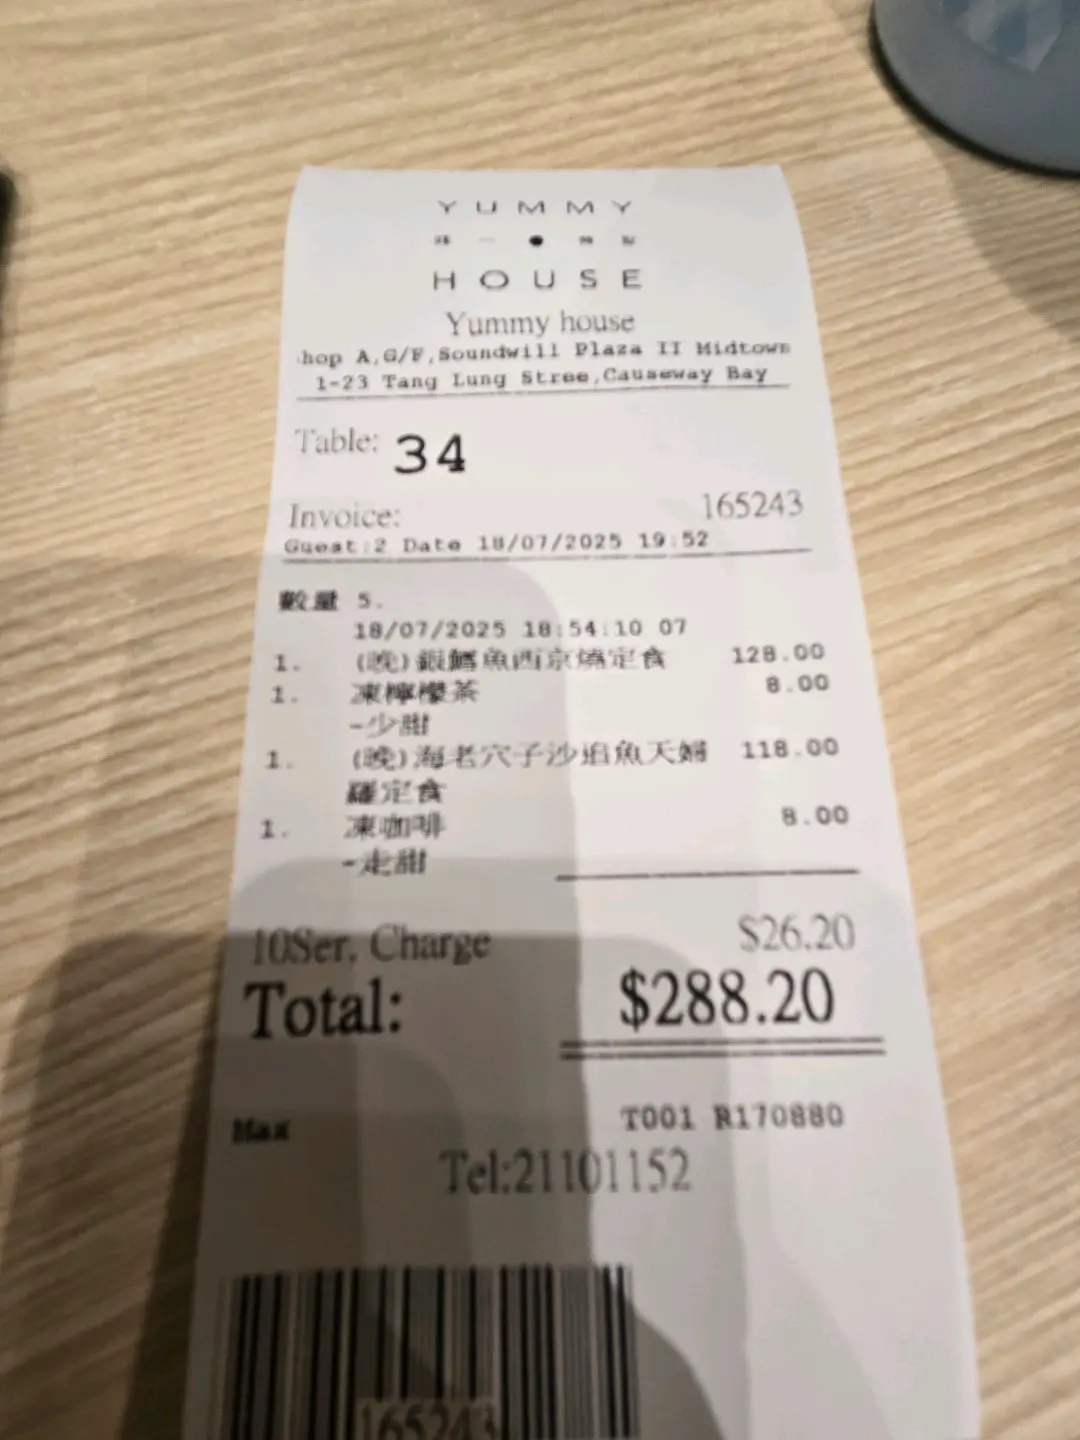 YUMMY
HOUSE
Yummy house
hop A,G/F,Soundwill Plaza II Midtown
1-23 Tang Lung Stree,Causeway Bay
Table: 34
Invoice: 165243
Guest:2 Date 18/07/2025 19:52
數量 5.
18/07/2025 18:54:10 07
1. (晚)銀鱈魚西京燒定食 128.00
1. 凍檸檬茶 8.00
-少甜
1. (晚)海老穴子沙追魚天婦 118.00
羅定食
1. 凍咖啡 8.00
-走甜
10Ser. Charge $26.20
Total: $288.20
Max T001 R170880
Tel:21101152
165243